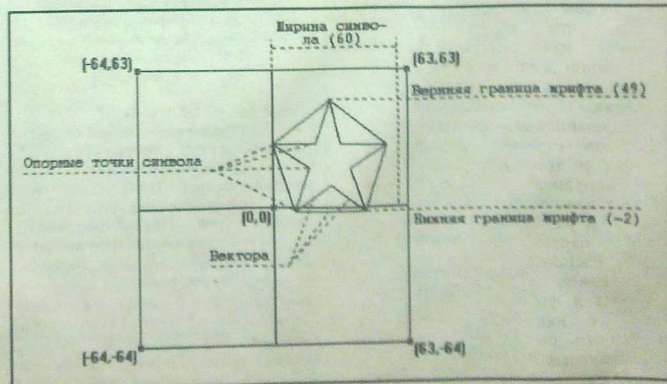 Ширина симво-
ла (60)
[-64,63]
[63,63]
Верхняя граница шрифта (49)
Опорные точки символа
[0,0]
Нижняя граница шрифта (-2)
Вектора
[-64,-64]
[63,-64]